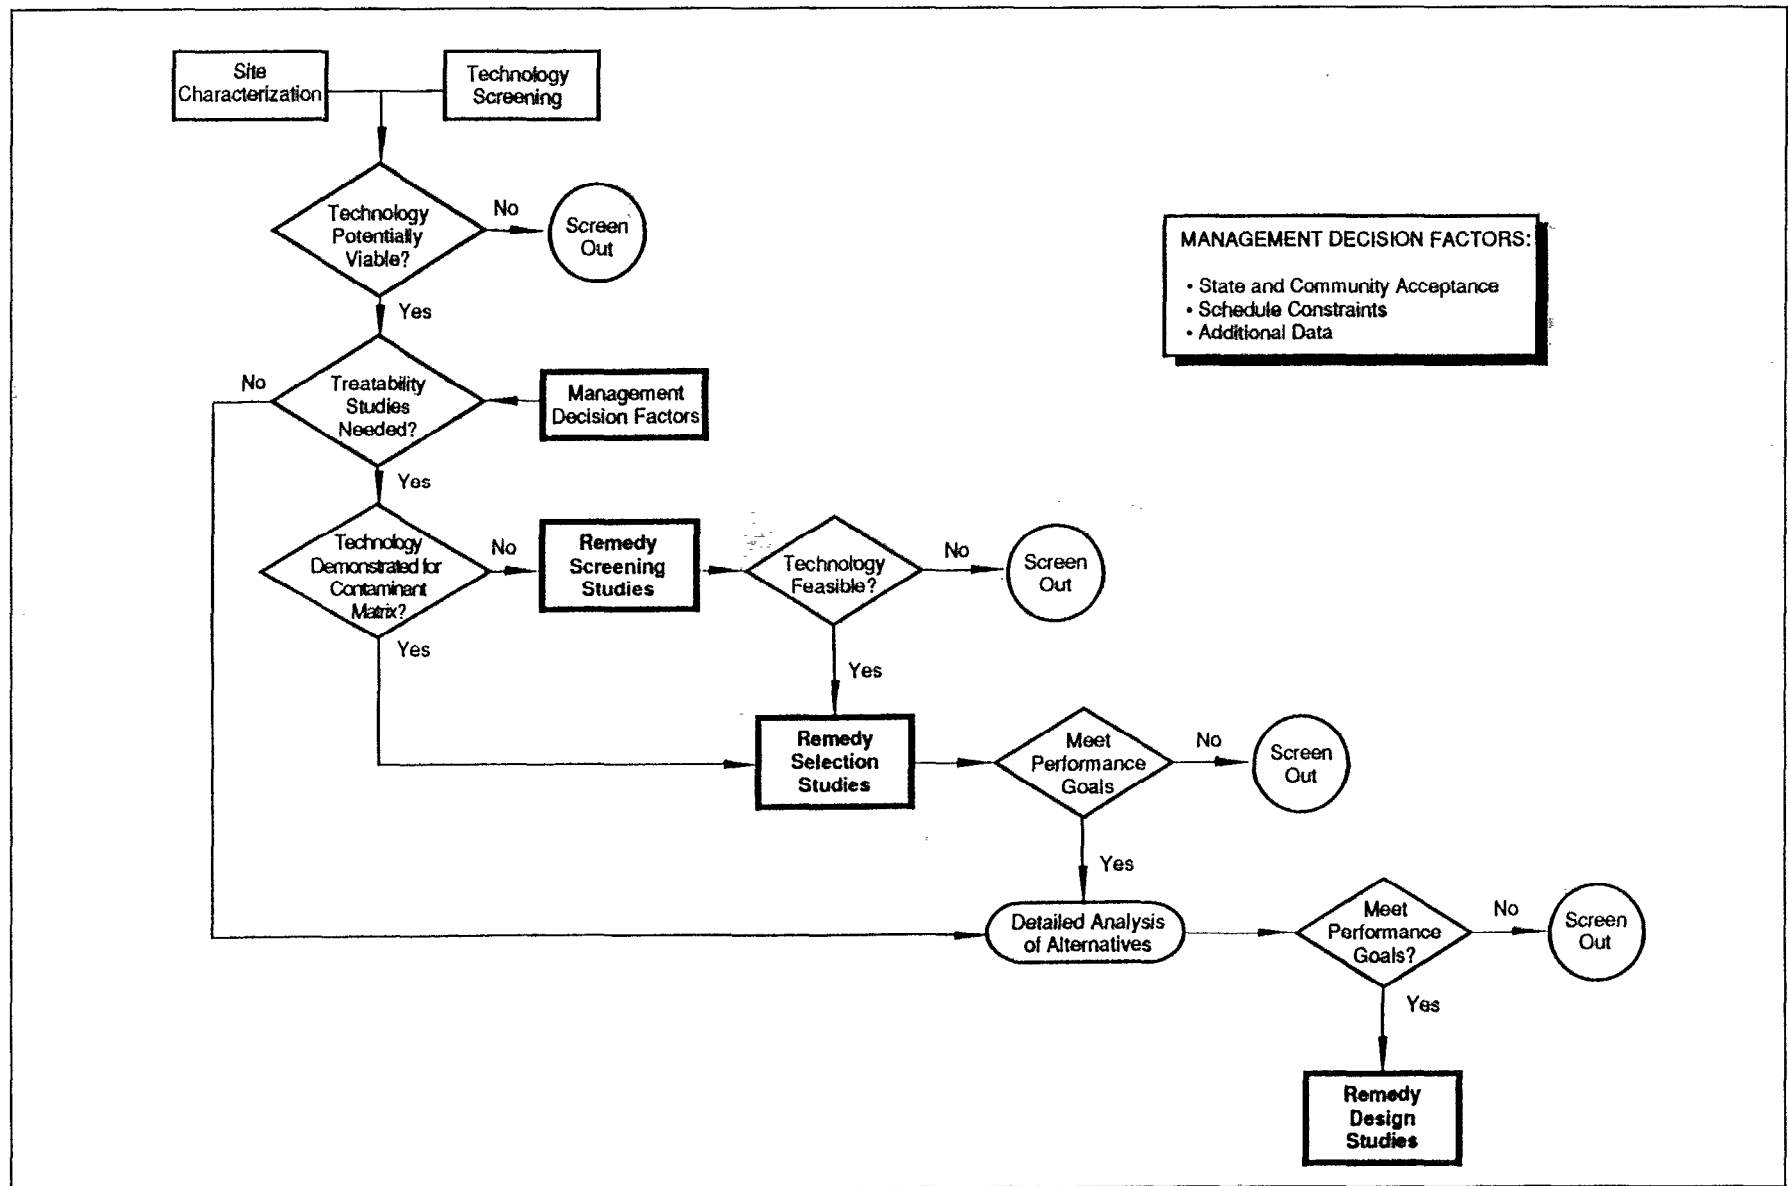 Site
Characterization
Technology
Screening
Technology
Potentially
Viable?
No
Screen
Out
Yes
MANAGEMENT DECISION FACTORS:
• State and Community Acceptance
• Schedule Constraints
• Additional Data
No
Treatability
Studies
Needed?
Management
Decision Factors
Yes
Technology
Demonstrated for
Contaminant
Matrix?
No
Remedy
Screening
Studies
Technology
Feasible?
No
Screen
Out
Yes
Yes
Remedy
Selection
Studies
Meet
Performance
Goals
No
Screen
Out
Yes
Detailed Analysis
of Alternatives
Meet
Performance
Goals?
No
Screen
Out
Yes
Remedy
Design
Studies